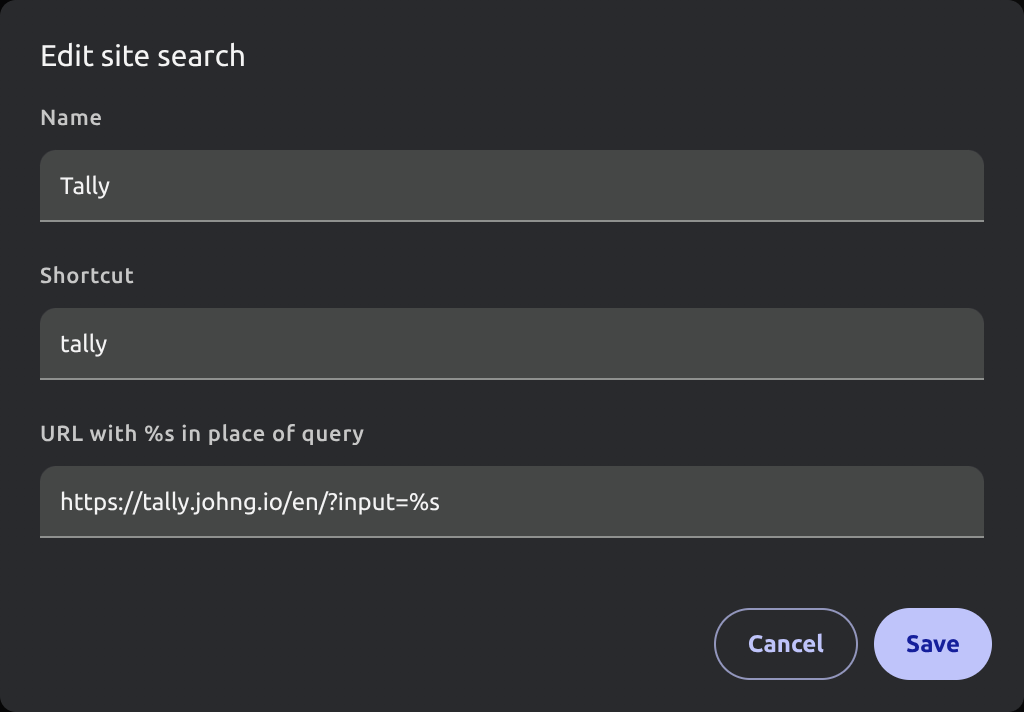 Edit site search
Name
Tally
Shortcut
tally
URL with %s in place of query
https://tally.johng.io/en/?input=%s
Cancel Save